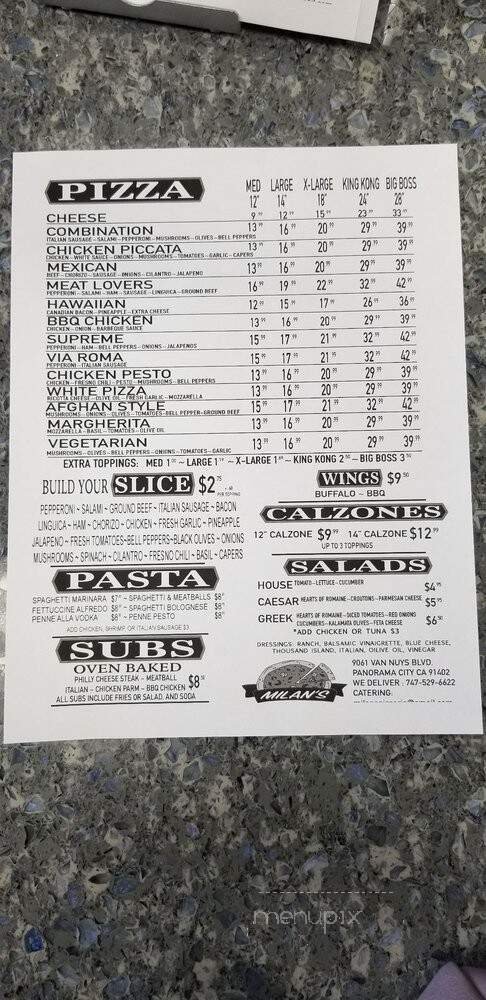 PIZZA MED LARGE X-LARGE KING KONG BIG BOSS
12" 14" 18" 24" 28"
CHEESE 9.99 12.99 15.99 23.99 33.99
COMBINATION 13.99 16.99 20.99 29.99 39.99
ITALIAN SAUSAGE - SALAMI - PEPPERONI - MUSHROOMS - OLIVES - BELL PEPPERS
CHICKEN PICCATA 13.99 16.99 20.99 29.99 39.99
CHICKEN - WHITE SAUCE - ONIONS - MUSHROOMS - TOMATOES - GARLIC - CAPERS
MEXICAN 13.99 16.99 20.99 29.99 39.99
BEEF - CHORIZO - SAUSAGE - ONIONS - CILANTRO - JALAPENO
MEAT LOVERS 16.99 19.99 22.99 32.99 42.99
PEPPERONI - SALAMI - HAM - SAUSAGE - LINGUICA - GROUND BEEF
HAWAIIAN 12.99 15.99 17.99 26.99 36.99
CANADIAN BACON - PINEAPPLE - EXTRA CHEESE
BBQ CHICKEN 13.99 16.99 20.99 29.99 39.99
CHICKEN - ONION - BARBEQUE SAUCE
SUPREME 15.99 17.99 21.99 32.99 42.99
PEPPERONI - HAM - BELL PEPPERS - ONIONS - JALAPENOS
VIA ROMA 15.99 17.99 21.99 32.99 42.99
PEPPERONI - ITALIAN SAUSAGE
CHICKEN PESTO 13.99 16.99 20.99 29.99 39.99
CHICKEN - FRESNO CHILI - PESTO - MUSHROOMS - BELL PEPPERS
WHITE PIZZA 13.99 16.99 20.99 29.99 39.99
RICOTTA CHEESE - OLIVE OIL - FRESH GARLIC - MOZZARELLA
AFGHAN STYLE 15.99 17.99 21.99 32.99 42.99
MUSHROOMS - ONIONS - OLIVES - TOMATOES - BELL PEPPER - GROUND BEEF
MARGHERITA 13.99 16.99 20.99 29.99 39.99
MOZZARELLA - BASIL - TOMATOES - OLIVE OIL
VEGETARIAN 13.99 16.99 20.99 29.99 39.99
MUSHROOMS - OLIVES - BELL PEPPERS - ONIONS - TOMATOES - GARLIC
EXTRA TOPPINGS: MED 1 ~ LARGE 1 ~ X-LARGE 1 ~ KING KONG 2.50 ~ BIG BOSS 3.50
BUILD YOUR SLICE $2.75
PER TOPPING
PEPPERONI ~ SALAMI ~ GROUND BEEF ~ ITALIAN SAUSAGE ~ BACON
LINGUICA ~ HAM ~ CHORIZO ~ CHICKEN ~ FRESH GARLIC ~ PINEAPPLE
JALAPENO ~ FRESH TOMATOES~BELL PEPPERS~BLACK OLIVES ~ ONIONS
MUSHROOMS ~ SPINACH ~ CILANTRO ~ FRESNO CHILI ~ BASIL ~ CAPERS
PASTA
SPAGHETTI MARINARA $7 ~ SPAGHETTI & MEATBALLS $8
FETTUCCINE ALFREDO $8 ~ SPAGHETTI BOLOGNESE $8
PENNE ALLA VODKA $8 ~ PENNE PESTO $8
ADD CHICKEN, SHRIMP, OR ITALIAN SAUSAGE $3
SUBS
OVEN BAKED
PHILLY CHEESE STEAK - MEATBALL
ITALIAN - CHICKEN PARM - BBQ CHICKEN $8.50
ALL SUBS INCLUDE FRIES OR SALAD, AND SODA
WINGS $9.50
BUFFALO - BBQ
CALZONES
12" CALZONE $9.99 14" CALZONE $12.99
UP TO 3 TOPPINGS
SALADS
HOUSE TOMATO-LETTUCE - CUCUMBER $4
CAESAR HEARTS OF ROMAINE-CROUTONS - PARMESAN CHEESE $5
GREEK HEARTS OF ROMAINE -DICED TOMATOES - RED ONIONS $6
CUCUMBERS -KALAMATA OLIVES - FETA CHEESE
*ADD CHICKEN OR TUNA $3
DRESSINGS: RANCH, BALSAMIC VINAIGRETTE, BLUE CHEESE,
THOUSAND ISLAND, ITALIAN, OLIVE OIL, VINEGAR
MILAN'S
9061 VAN NUYS BLVD.
PANORAMA CITY CA 91402
WE DELIVER : 747-529-6622
CATERING:
menupix